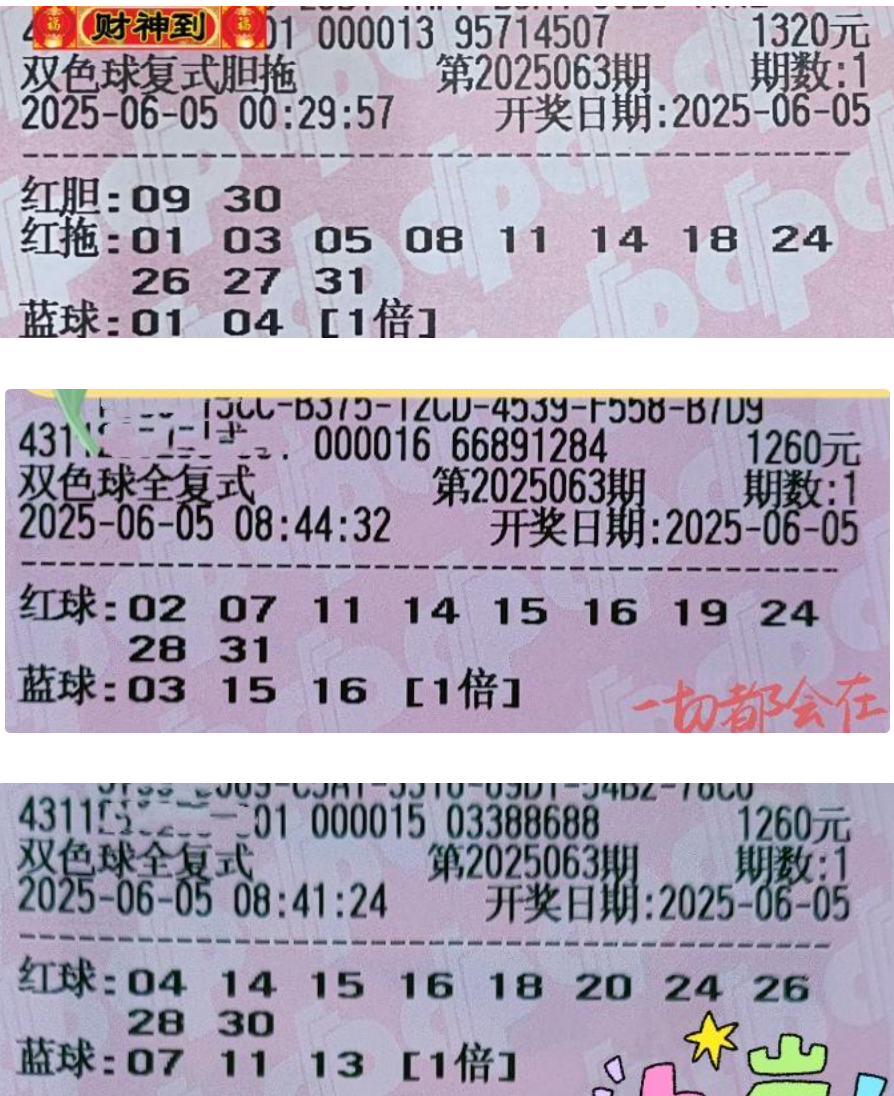 财神到
01 000013 95714507 1320元
双色球复式胆拖 第2025063期 期数:1
2025-06-05 00:29:57 开奖日期:2025-06-05
红胆:09 30
红拖:01 03 05 08 11 14 18 24
26 27 31
蓝球:01 04 [1倍]
-B375-12CD-4539-F558-B7D9
4311 000016 66891284 1260元
双色球全复式 第2025063期 期数:1
2025-06-05 08:44:32 开奖日期:2025-06-05
红球:02 07 11 14 15 16 19 24
28 31
蓝球:03 15 16 [1倍]
一切都会在
4311 01 000015 03388688 1260元
双色球全复式 第2025063期 期数:1
2025-06-05 08:41:24 开奖日期:2025-06-05
红球:04 14 15 16 18 20 24 26
28 30
蓝球:07 11 13 [1倍]